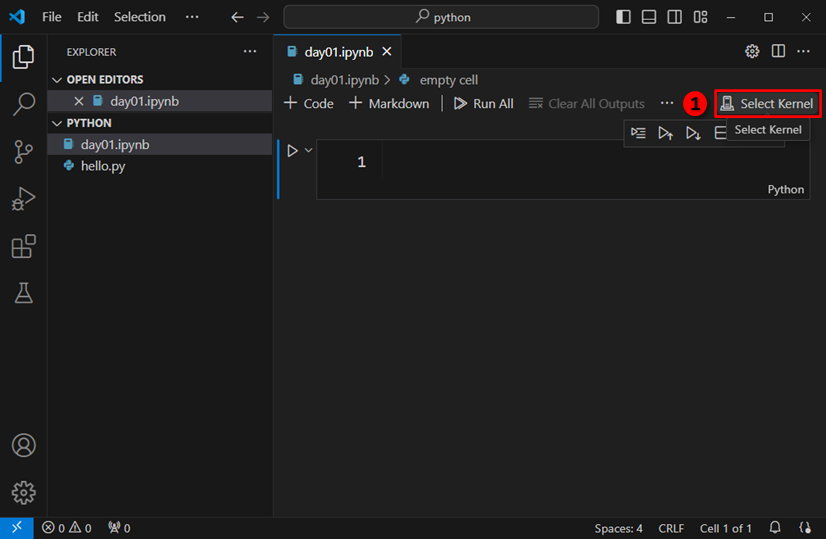 File Edit Selection ··· python
EXPLORER ···
OPEN EDITORS
day01.ipynb
PYTHON
day01.ipynb
hello.py
day01.ipynb
day01.ipynb > empty cell
+ Code + Markdown Run All Clear All Outputs ··· 1 Select Kernel
Select Kernel
1
Python
0 0 0 Spaces: 4 CRLF Cell 1 of 1